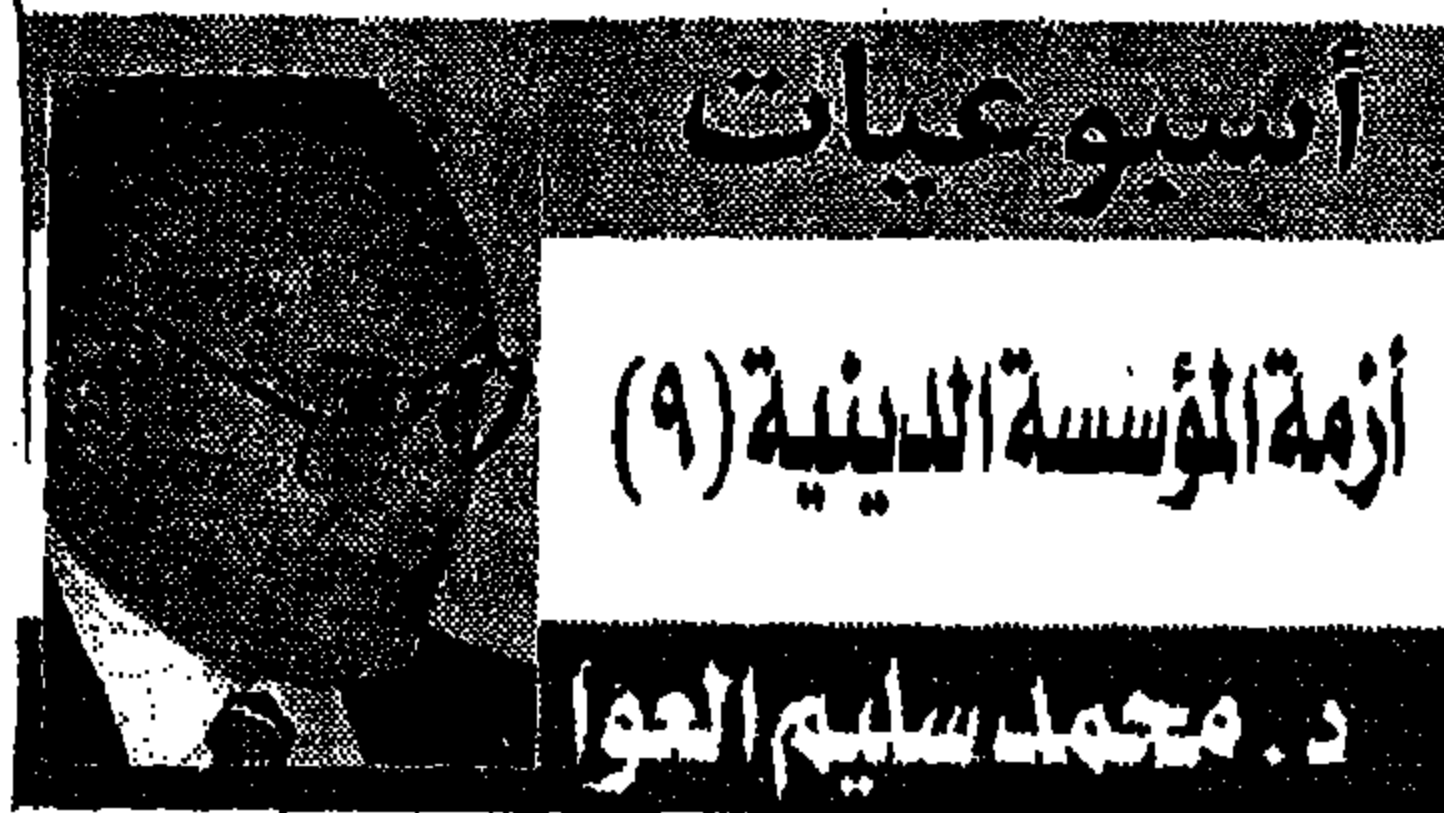 أسبوعيات
أزمة المؤسسة الدينية (٩)
د. محمد سليم العوا